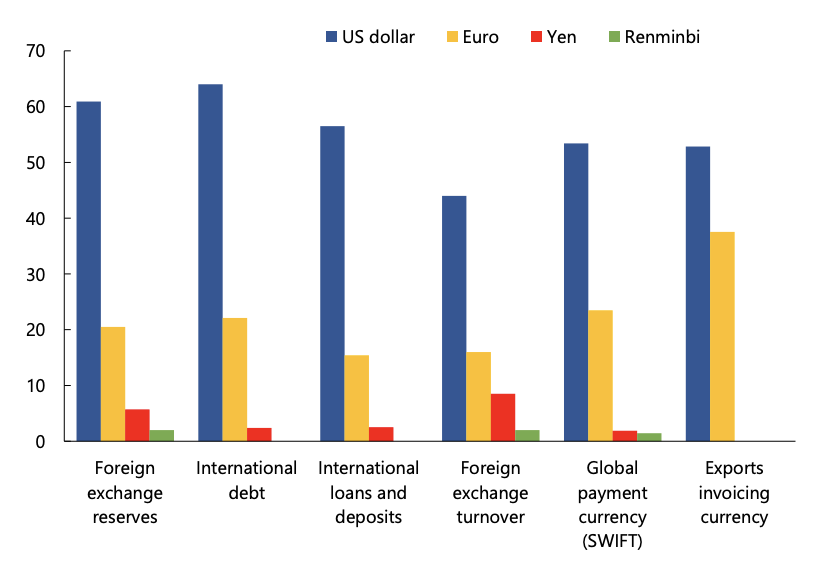 US dollar Euro Yen Renminbi
70
60
50
40
30
20
10
0
Foreign
exchange
reserves
International
debt
International
loans and
deposits
Foreign
exchange
turnover
Global
payment
currency
(SWIFT)
Exports
invoicing
currency